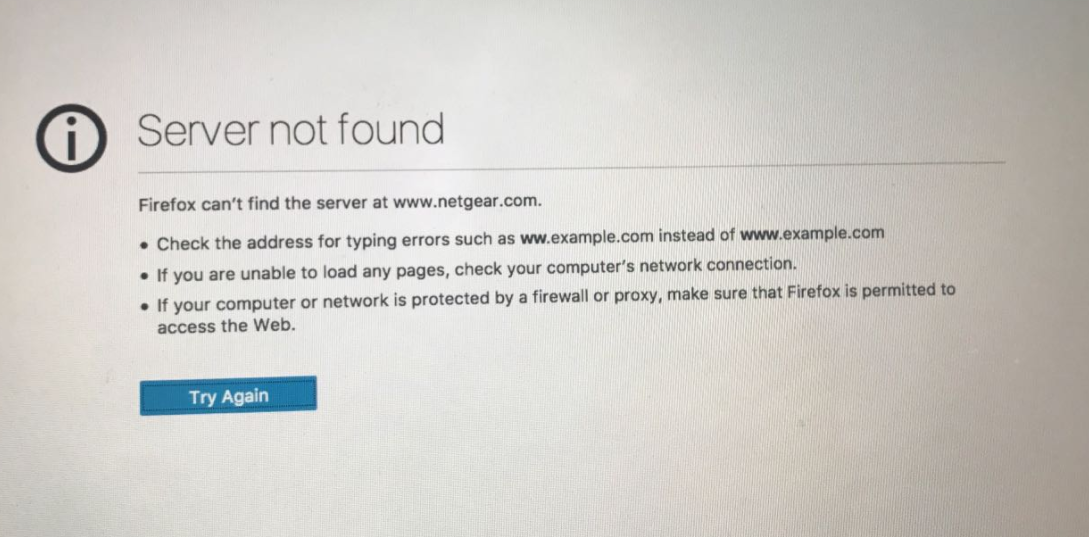 Server not found
Firefox can't find the server at www.netgear.com.
• Check the address for typing errors such as ww.example.com instead of www.example.com
• If you are unable to load any pages, check your computer's network connection.
• If your computer or network is protected by a firewall or proxy, make sure that Firefox is permitted to
access the Web.
Try Again